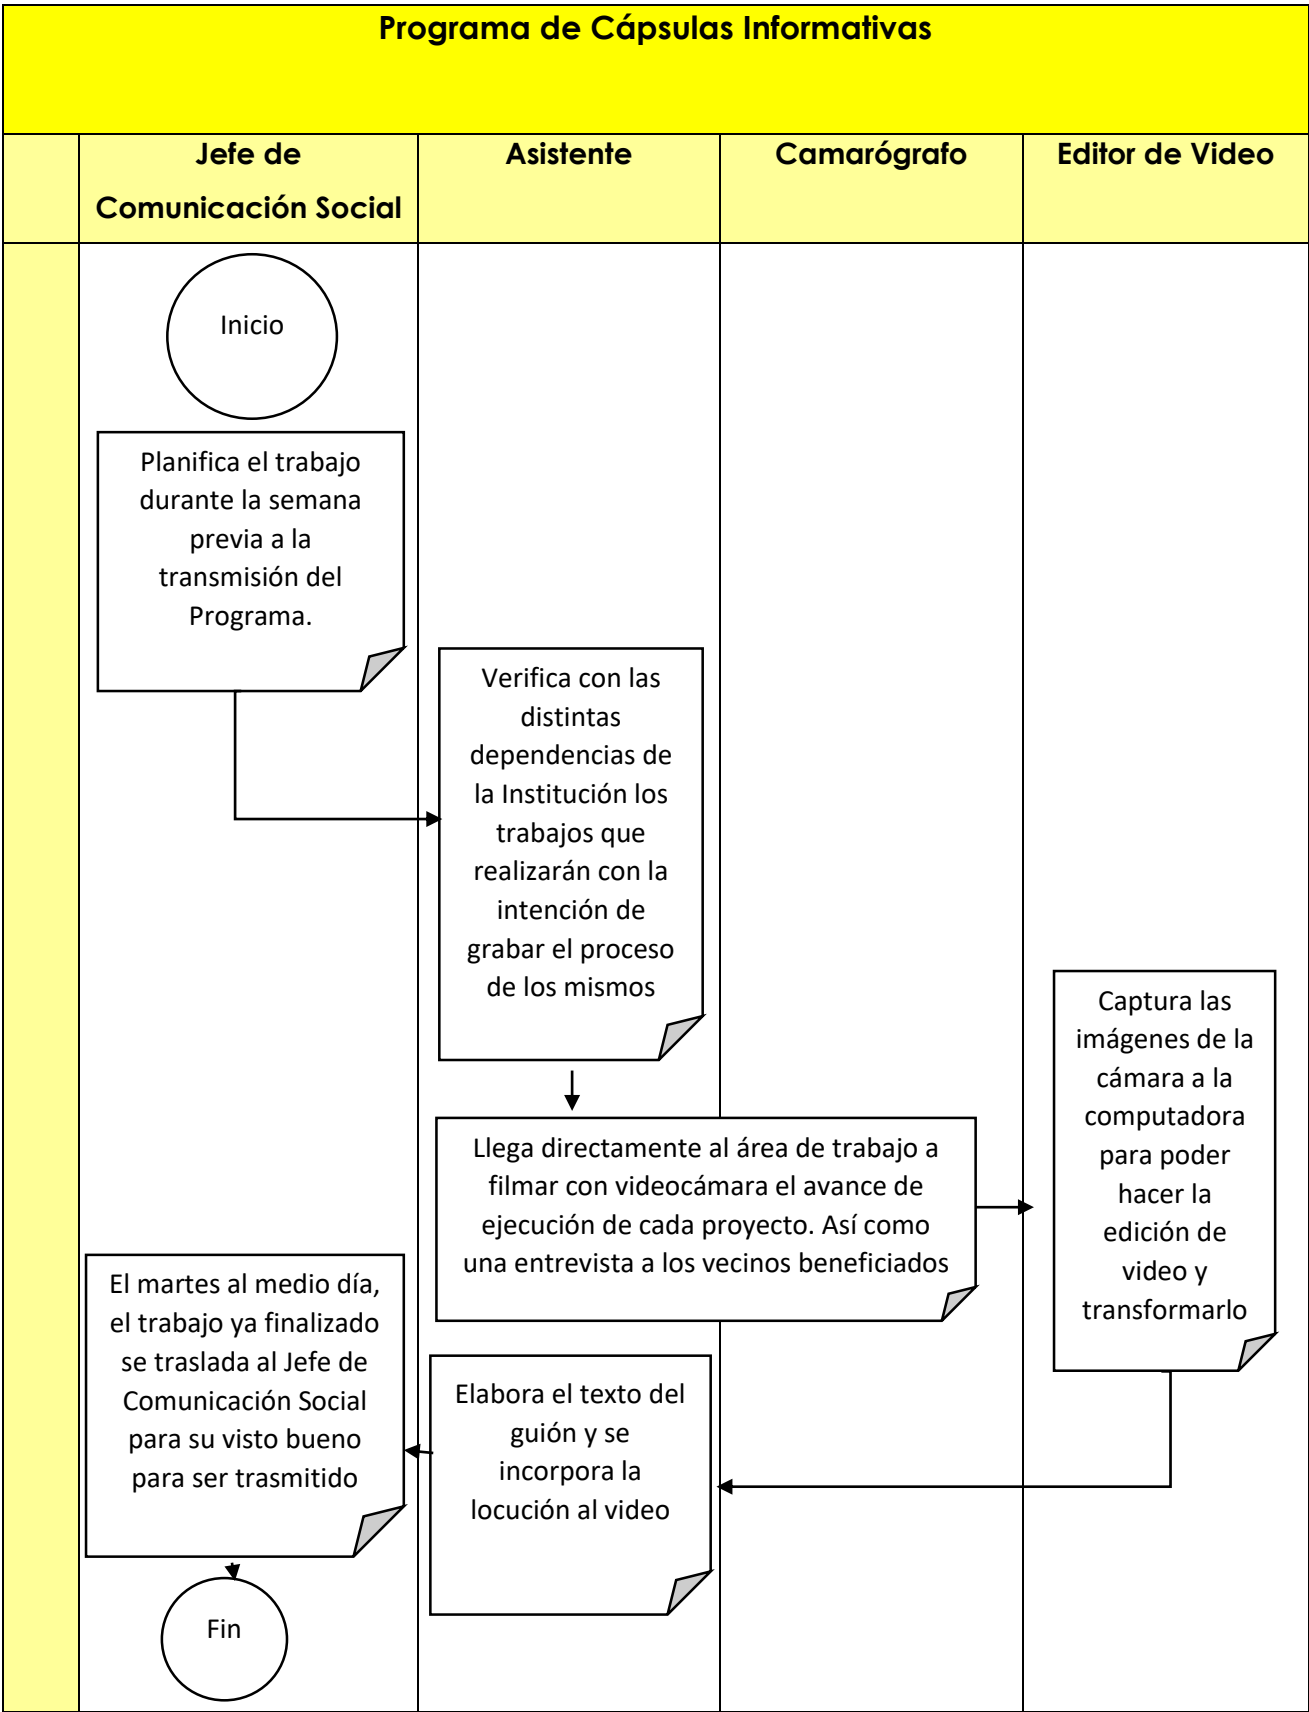 Programa de Cápsulas Informativas
Jefe de
Comunicación Social
Asistente
Camarógrafo
Editor de Video
Inicio
Planifica el trabajo
durante la semana
previa a la
transmisión del
Programa.
Verifica con las
distintas
dependencias de
la Institución los
trabajos que
realizarán con la
intención de
grabar el proceso
de los mismos
Llega directamente al área de trabajo a
filmar con videocámara el avance de
ejecución de cada proyecto. Así como
una entrevista a los vecinos beneficiados
Captura las
imágenes de la
cámara a la
computadora
para poder
hacer la
edición de
video y
transformarlo
Elabora el texto del
guión y se
incorpora la
locución al video
El martes al medio día,
el trabajo ya finalizado
se traslada al Jefe de
Comunicación Social
para su visto bueno
para ser trasmitido
Fin